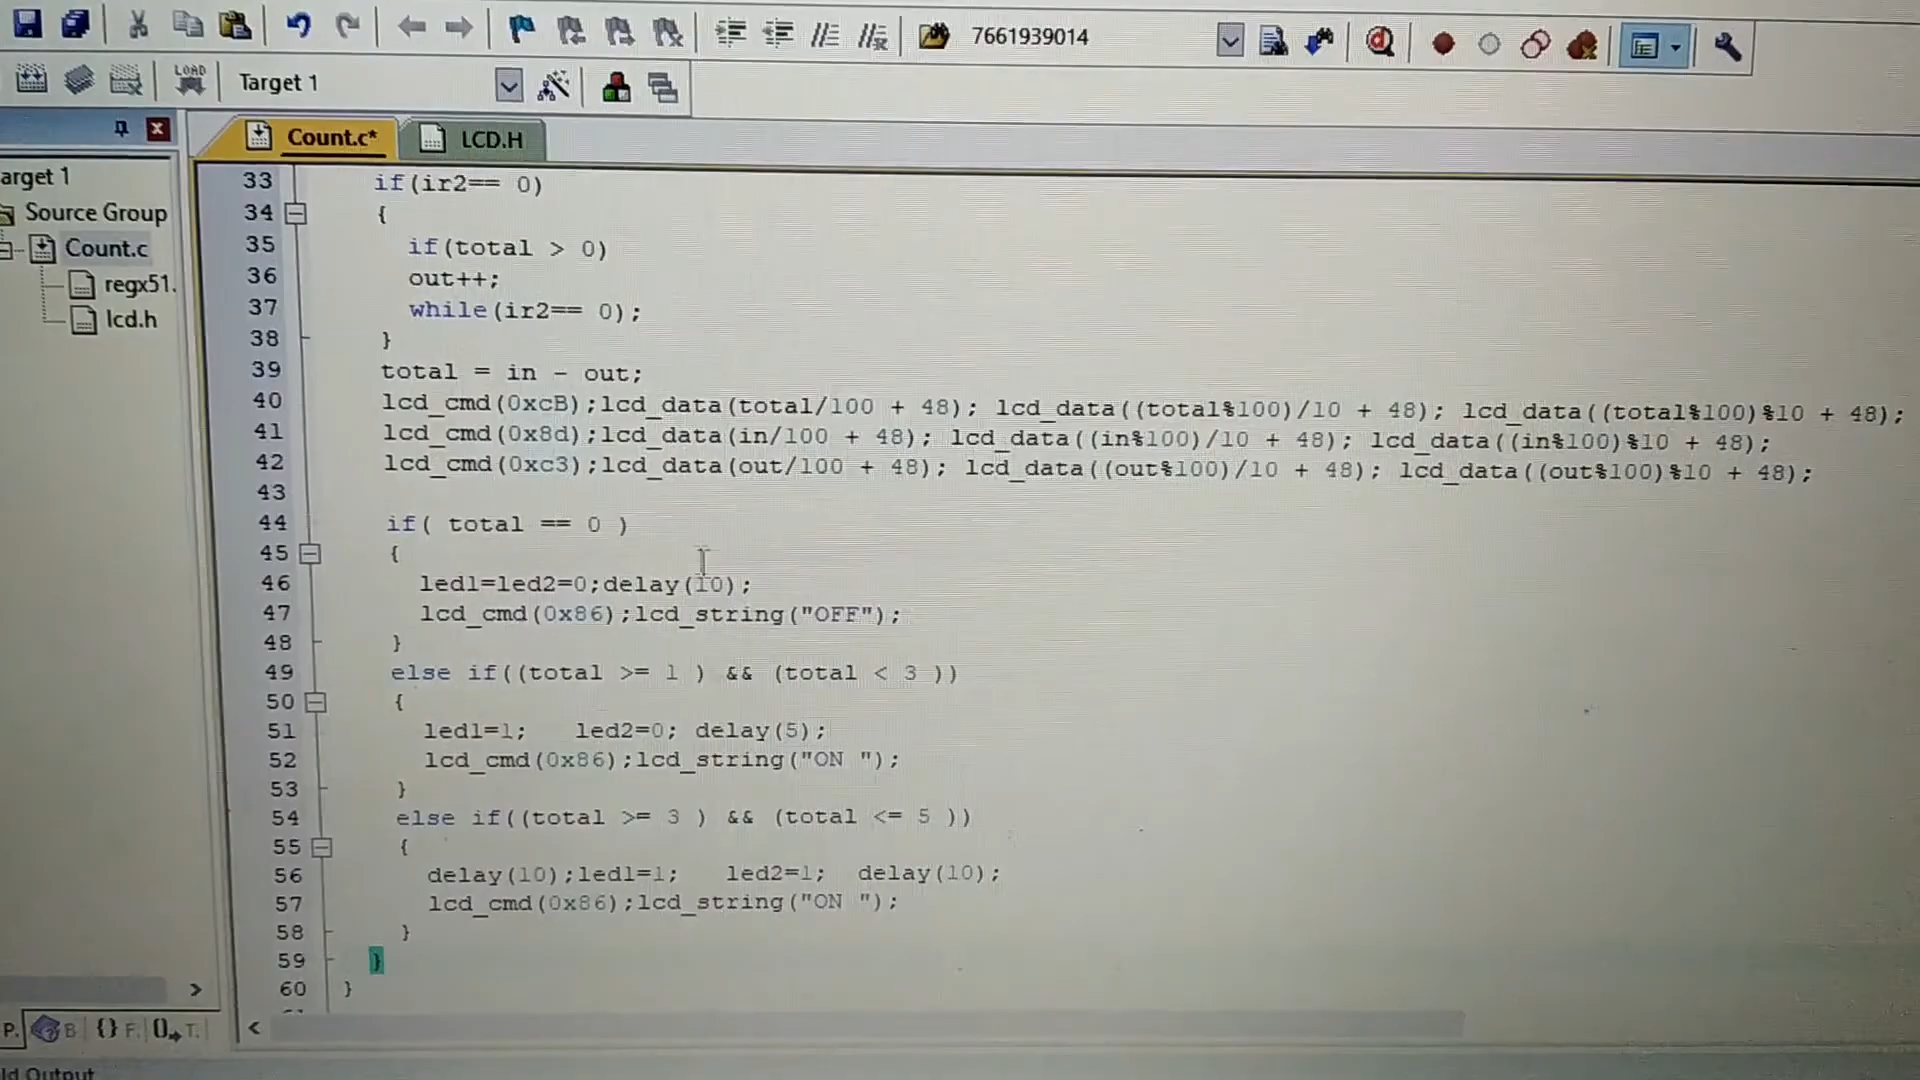 7661939014
LOAD
Target 1
Count.c*
LCD.H
arget 1
Source Group
Count.c
regx51.
lcd.h
33 if(ir2== 0)
34 {
35 if(total > 0)
36 out++;
37 while(ir2== 0);
38 }
39 total = in - out;
40 lcd_cmd(0xcB);lcd_data(total/100 + 48); lcd_data((total%100)/10 + 48); lcd_data((total%100)%10 + 48);
41 lcd_cmd(0x8d);lcd_data(in/100 + 48); lcd_data((in%100)/10 + 48); lcd_data((in%100)%10 + 48);
42 lcd_cmd(0xc3);lcd_data(out/100 + 48); lcd_data((out%100)/10 + 48); lcd_data((out%100)%10 + 48);
43
44 if( total == 0 )
45 {
46 led1=led2=0;delay(10);
47 lcd_cmd(0x86);lcd_string("OFF");
48 }
49 else if((total >= 1 ) && (total < 3 ))
50 {
51 led1=1; led2=0; delay(5);
52 lcd_cmd(0x86);lcd_string("ON ");
53 }
54 else if((total >= 3 ) && (total <= 5 ))
55 {
56 delay(10);led1=1; led2=1; delay(10);
57 lcd_cmd(0x86);lcd_string("ON ");
58 }
59 }
60 }
P. B {} F. 0 T.
ld Output